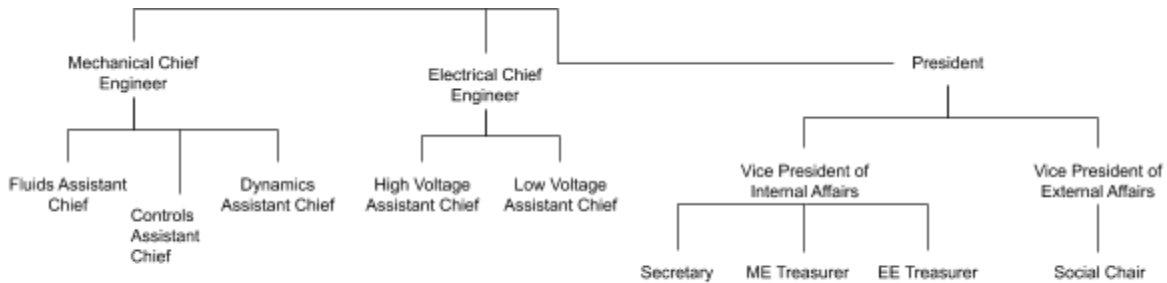 Mechanical Chief
Engineer
Electrical Chief
Engineer
President
Fluids Assistant
Chief
Controls
Assistant
Chief
Dynamics
Assistant Chief
High Voltage
Assistant Chief
Low Voltage
Assistant Chief
Vice President of
Internal Affairs
Vice President of
External Affairs
Secretary
ME Treasurer
EE Treasurer
Social Chair